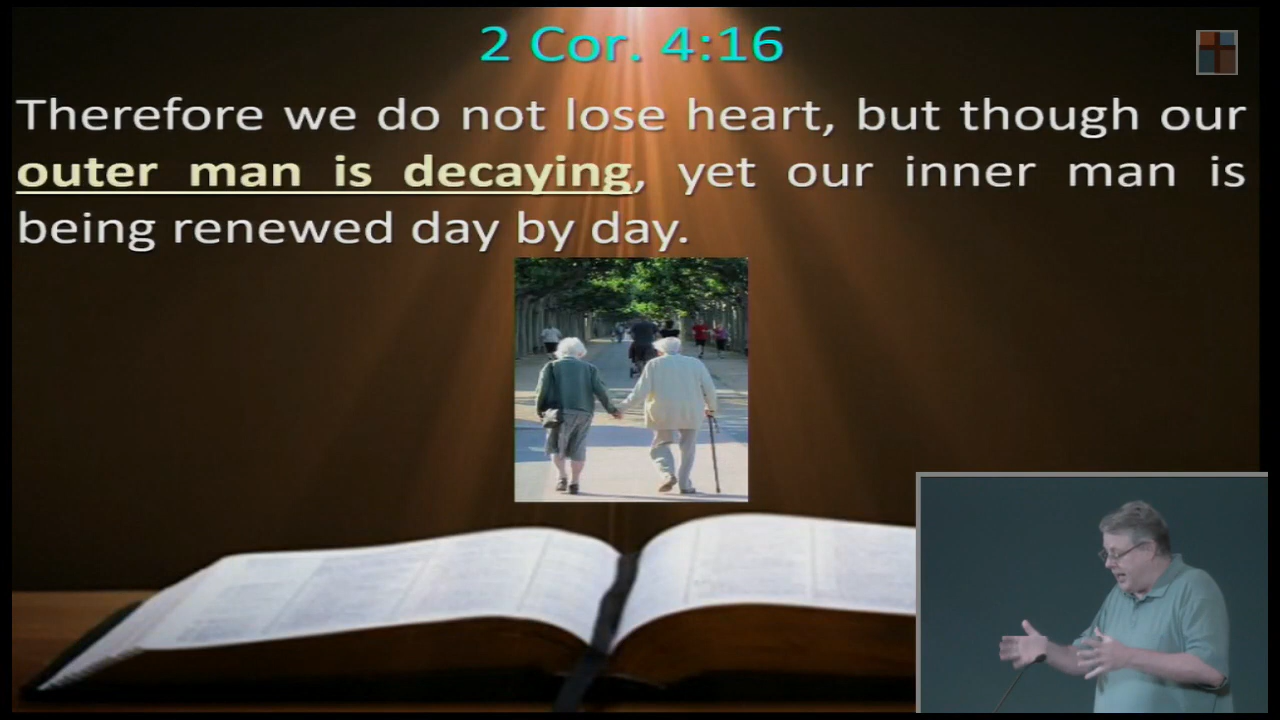 2 Cor. 4:16
Therefore we do not lose heart, but though our
outer man is decaying, yet our inner man is
being renewed day by day.